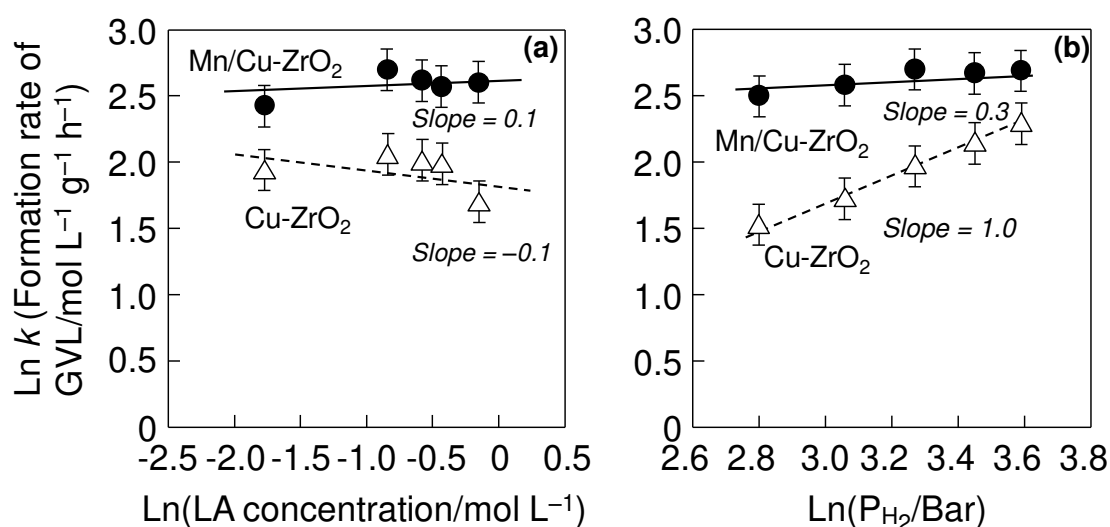 Ln k (Formation rate of
GVL/mol L⁻¹ g⁻¹ h⁻¹)
3.0
2.5
2.0
1.5
1.0
0.5
0
(a)
Mn/Cu-ZrO₂
Slope = 0.1
Cu-ZrO₂
Slope = –0.1
-2.5 -2.0 -1.5 -1.0 -0.5 0 0.5
Ln(LA concentration/mol L⁻¹)
3.0
2.5
2.0
1.5
1.0
0.5
0
(b)
Slope = 0.3
Mn/Cu-ZrO₂
Slope = 1.0
Cu-ZrO₂
2.6 2.8 3.0 3.2 3.4 3.6 3.8
Ln(P_H₂/Bar)